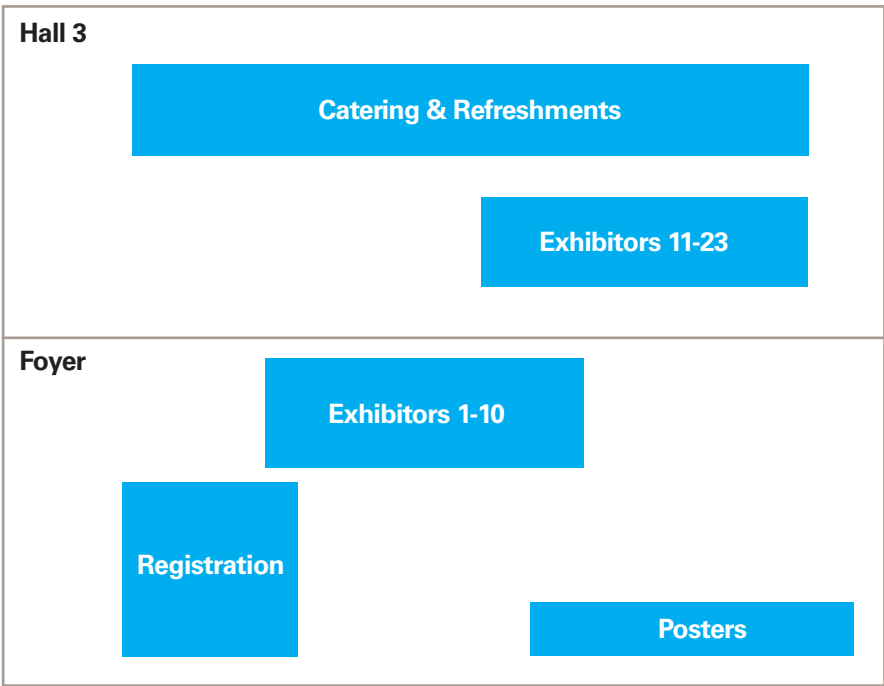 Hall 3
Catering & Refreshments
Exhibitors 11-23
Foyer
Exhibitors 1-10
Registration
Posters